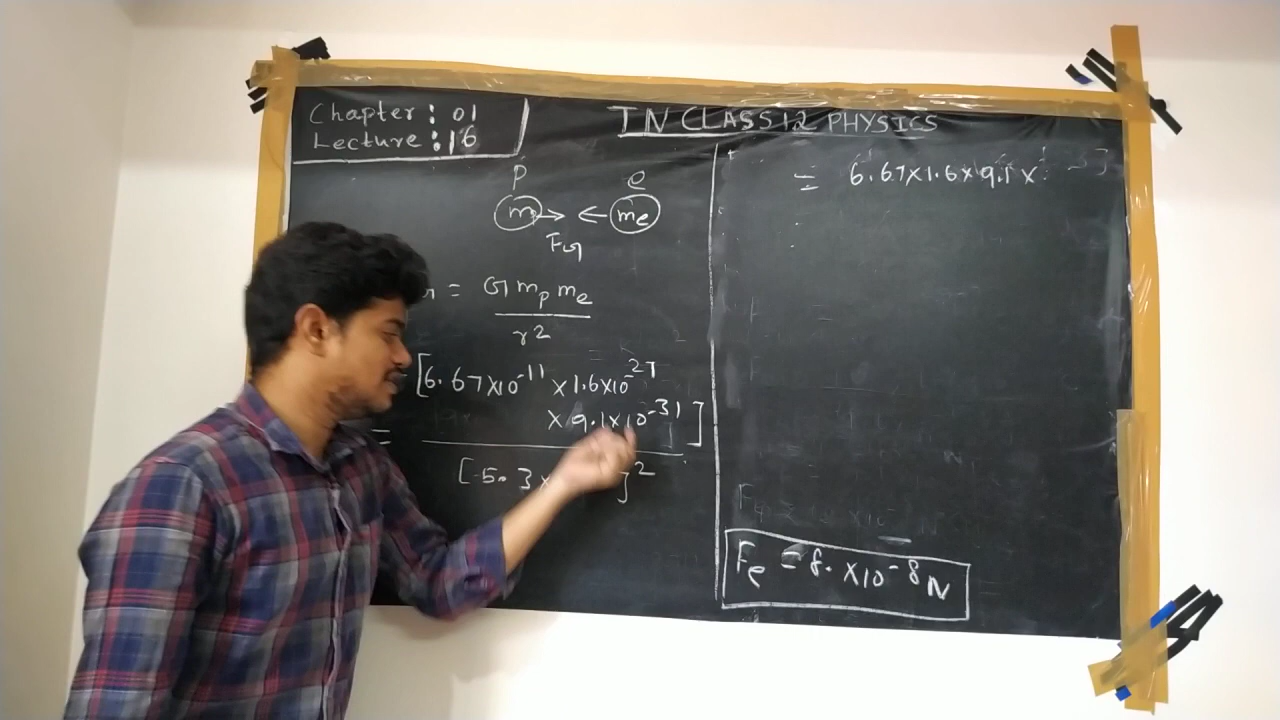 Chapter : 01
Lecture : 16
TN CLASS 12 PHYSICS
P e
m me
FG
= G mp me
r2
[6.67×10-11 ×1.6×10-27
= × 9.1×10-31]
[5.3× ]2
= 6.67×1.6×9.1×
Fe = 8. ×10-8 N